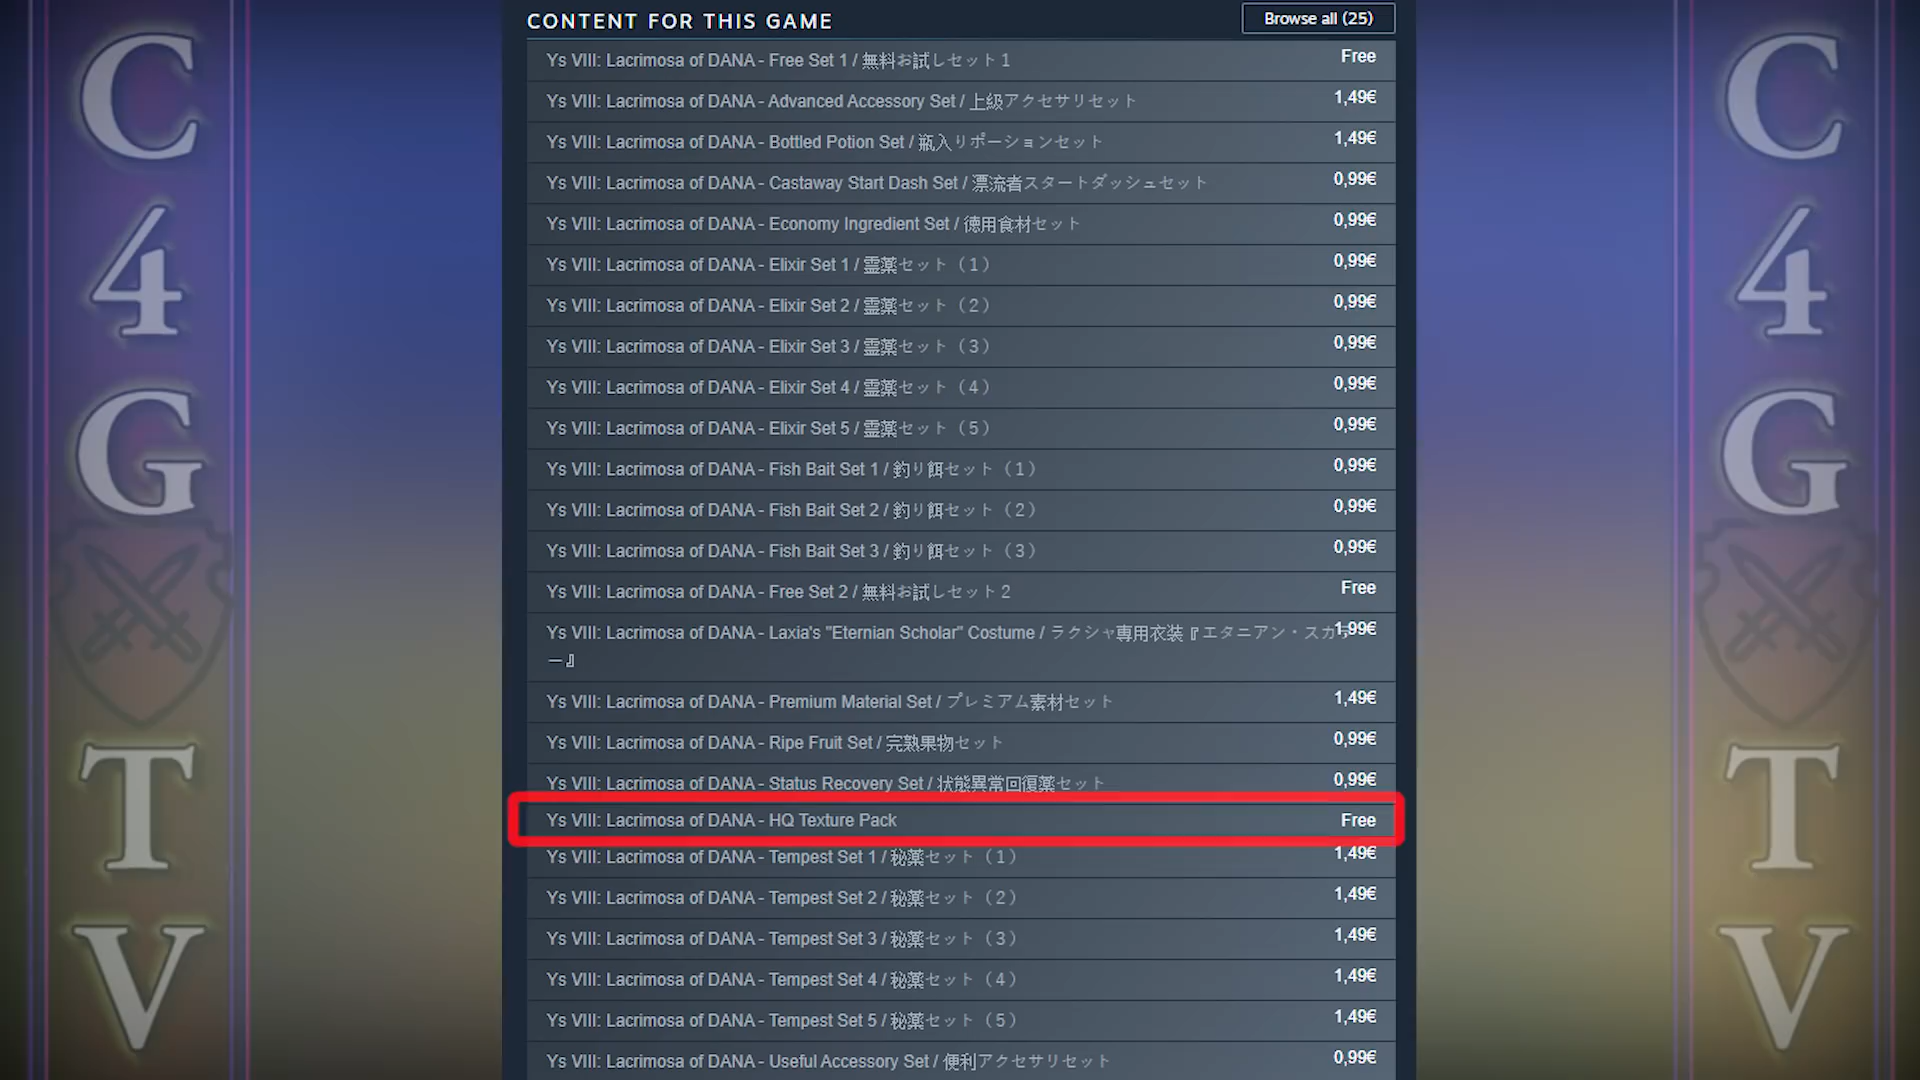 C
4
G
T
V
CONTENT FOR THIS GAME
Browse all (25)
Ys VIII: Lacrimosa of DANA - Free Set 1 / 無料お試しセット 1
Free
Ys VIII: Lacrimosa of DANA - Advanced Accessory Set / 上級アクセサリセット
1,49€
Ys VIII: Lacrimosa of DANA - Bottled Potion Set / 瓶入りポーションセット
1,49€
Ys VIII: Lacrimosa of DANA - Castaway Start Dash Set / 漂流者スタートダッシュセット
0,99€
Ys VIII: Lacrimosa of DANA - Economy Ingredient Set / 徳用食材セット
0,99€
Ys VIII: Lacrimosa of DANA - Elixir Set 1 / 霊薬セット（1）
0,99€
Ys VIII: Lacrimosa of DANA - Elixir Set 2 / 霊薬セット（2）
0,99€
Ys VIII: Lacrimosa of DANA - Elixir Set 3 / 霊薬セット（3）
0,99€
Ys VIII: Lacrimosa of DANA - Elixir Set 4 / 霊薬セット（4）
0,99€
Ys VIII: Lacrimosa of DANA - Elixir Set 5 / 霊薬セット（5）
0,99€
Ys VIII: Lacrimosa of DANA - Fish Bait Set 1 / 釣り餌セット（1）
0,99€
Ys VIII: Lacrimosa of DANA - Fish Bait Set 2 / 釣り餌セット（2）
0,99€
Ys VIII: Lacrimosa of DANA - Fish Bait Set 3 / 釣り餌セット（3）
0,99€
Ys VIII: Lacrimosa of DANA - Free Set 2 / 無料お試しセット 2
Free
Ys VIII: Lacrimosa of DANA - Laxia's "Eternian Scholar" Costume / ラクシャ専用衣装『エタニアン・スカラ
ー』
1,99€
Ys VIII: Lacrimosa of DANA - Premium Material Set / プレミアム素材セット
1,49€
Ys VIII: Lacrimosa of DANA - Ripe Fruit Set / 完熟果物セット
0,99€
Ys VIII: Lacrimosa of DANA - Status Recovery Set / 状態異常回復薬セット
0,99€
Ys VIII: Lacrimosa of DANA - HQ Texture Pack
Free
Ys VIII: Lacrimosa of DANA - Tempest Set 1 / 秘薬セット（1）
1,49€
Ys VIII: Lacrimosa of DANA - Tempest Set 2 / 秘薬セット（2）
1,49€
Ys VIII: Lacrimosa of DANA - Tempest Set 3 / 秘薬セット（3）
1,49€
Ys VIII: Lacrimosa of DANA - Tempest Set 4 / 秘薬セット（4）
1,49€
Ys VIII: Lacrimosa of DANA - Tempest Set 5 / 秘薬セット（5）
1,49€
Ys VIII: Lacrimosa of DANA - Useful Accessory Set / 便利アクセサリセット
0,99€
C
4
G
T
V